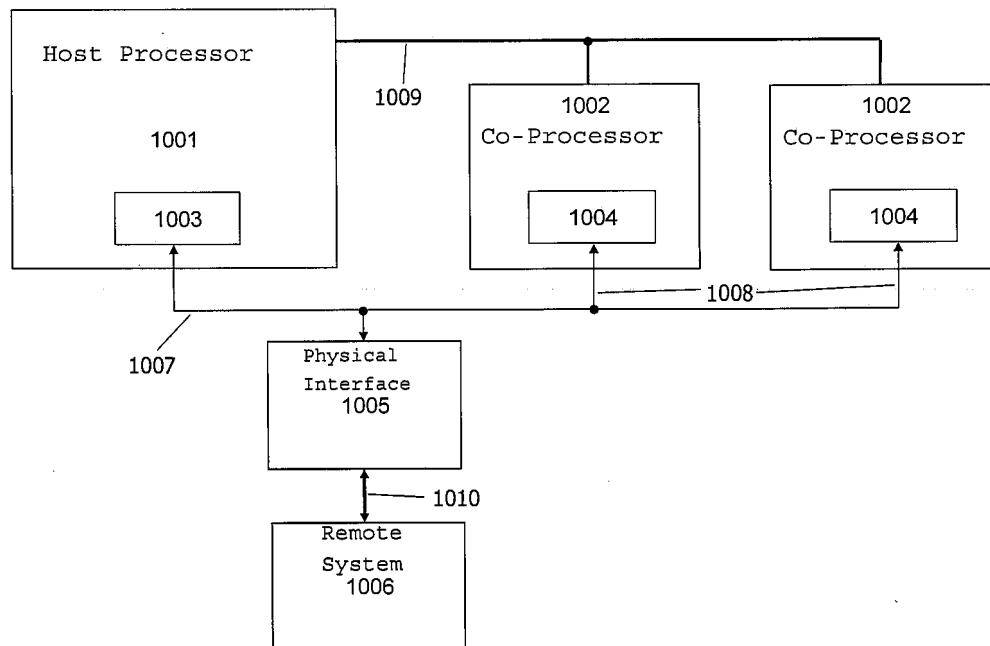 Host Processor
1001
1003
1009
1002
Co-Processor
1004
1002
Co-Processor
1004
1008
1007
Physical
Interface
1005
1010
Remote
System
1006